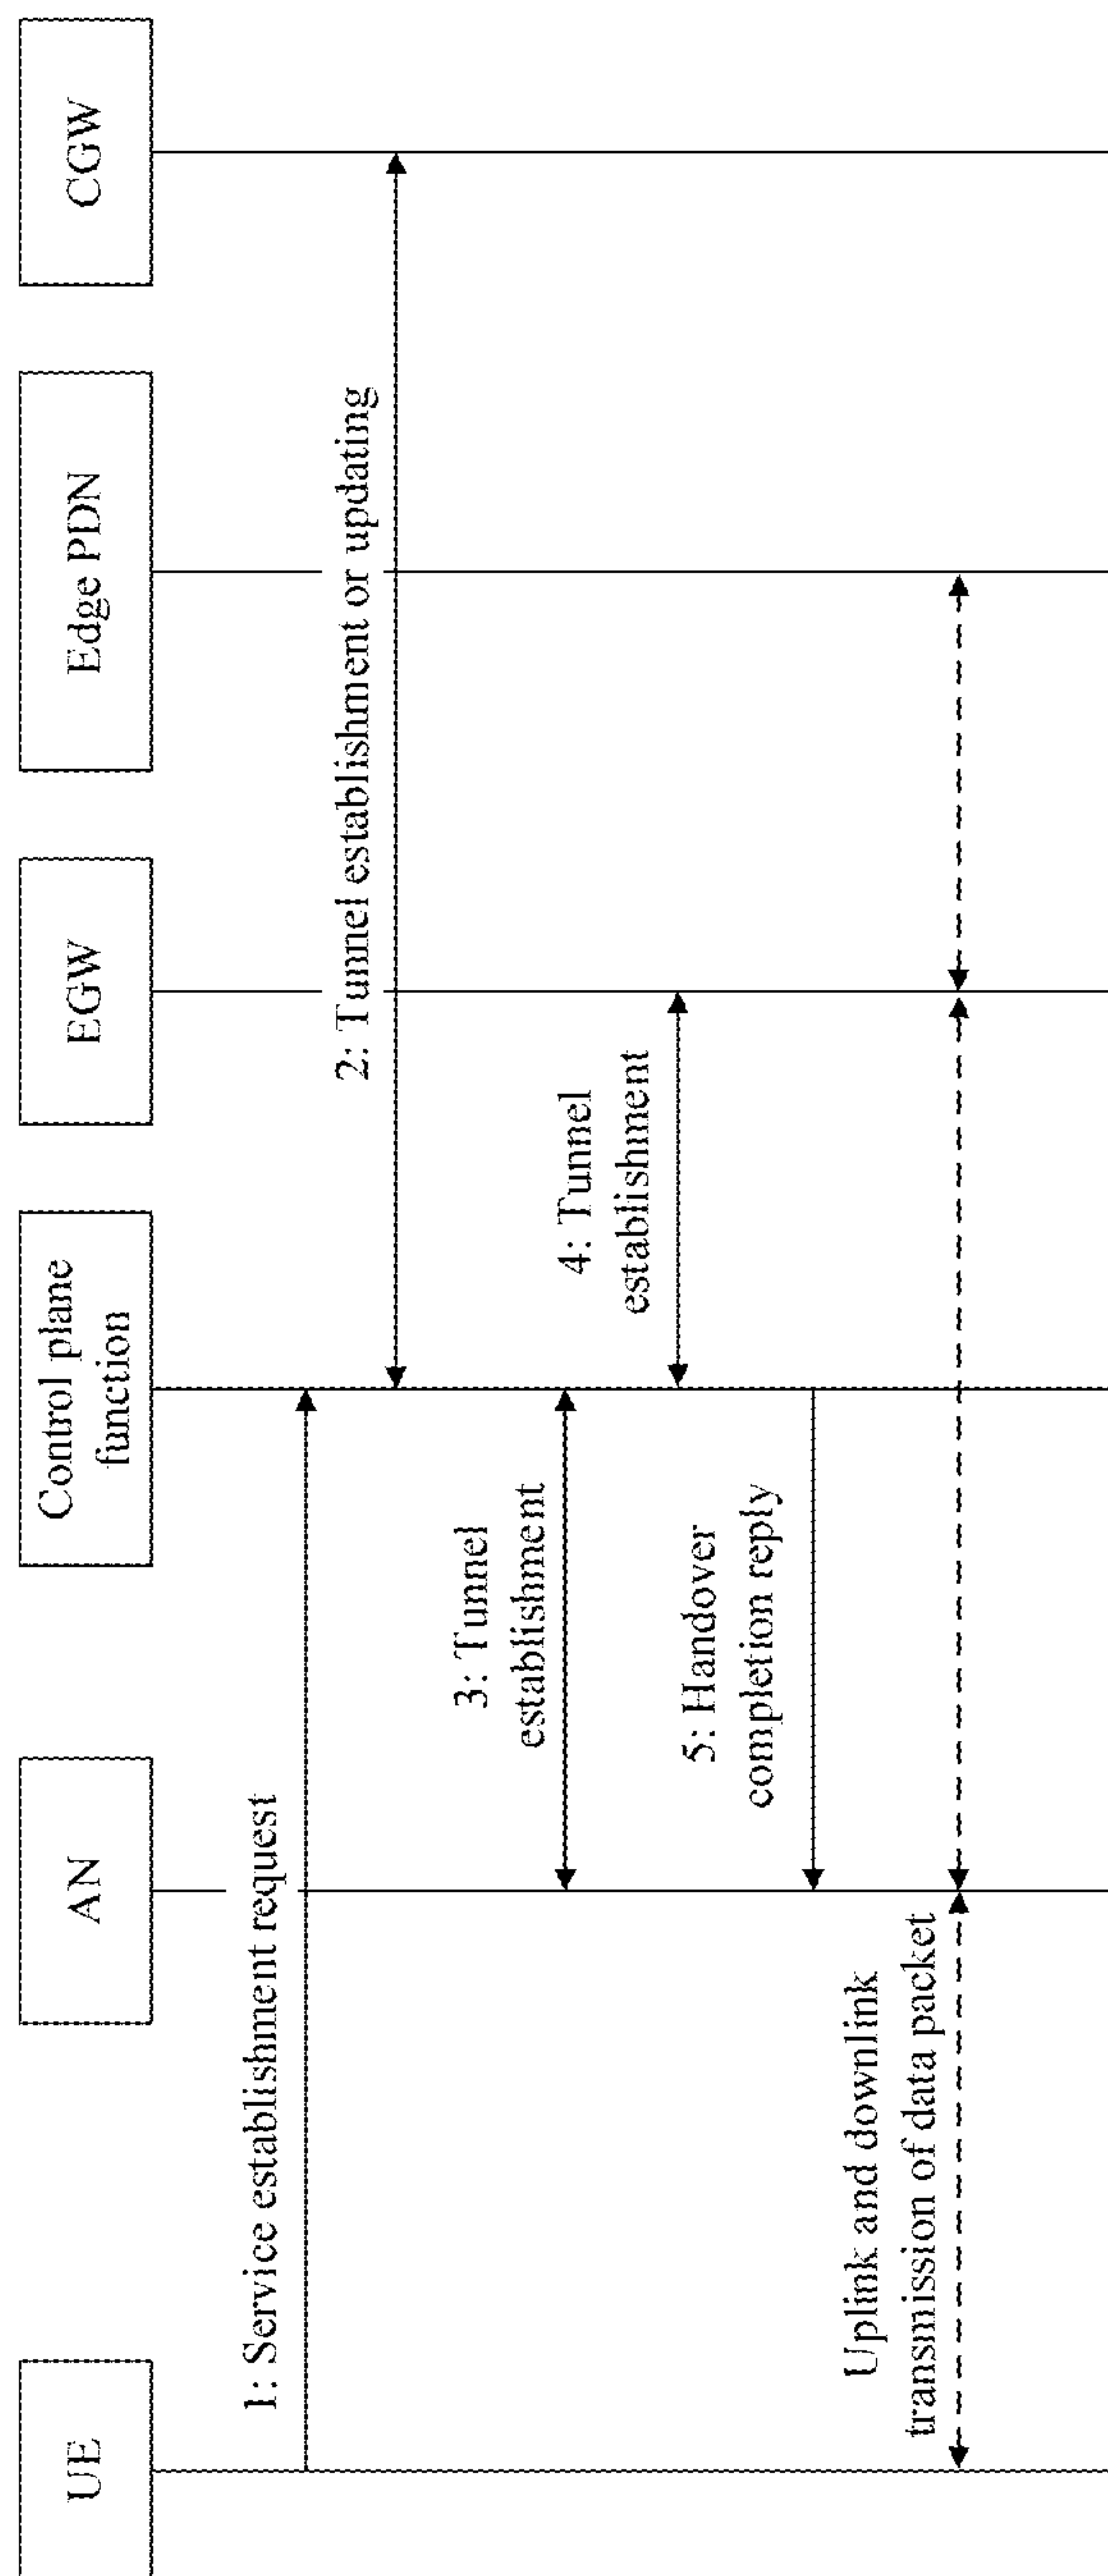 UE
AN
Control plane
function
EGW
Edge PDN
CGW
1: Service establishment request
2: Tunnel establishment or updating
3: Tunnel
establishment
4: Tunnel
establishment
5: Handover
completion reply
Uplink and downlink
transmission of data packet